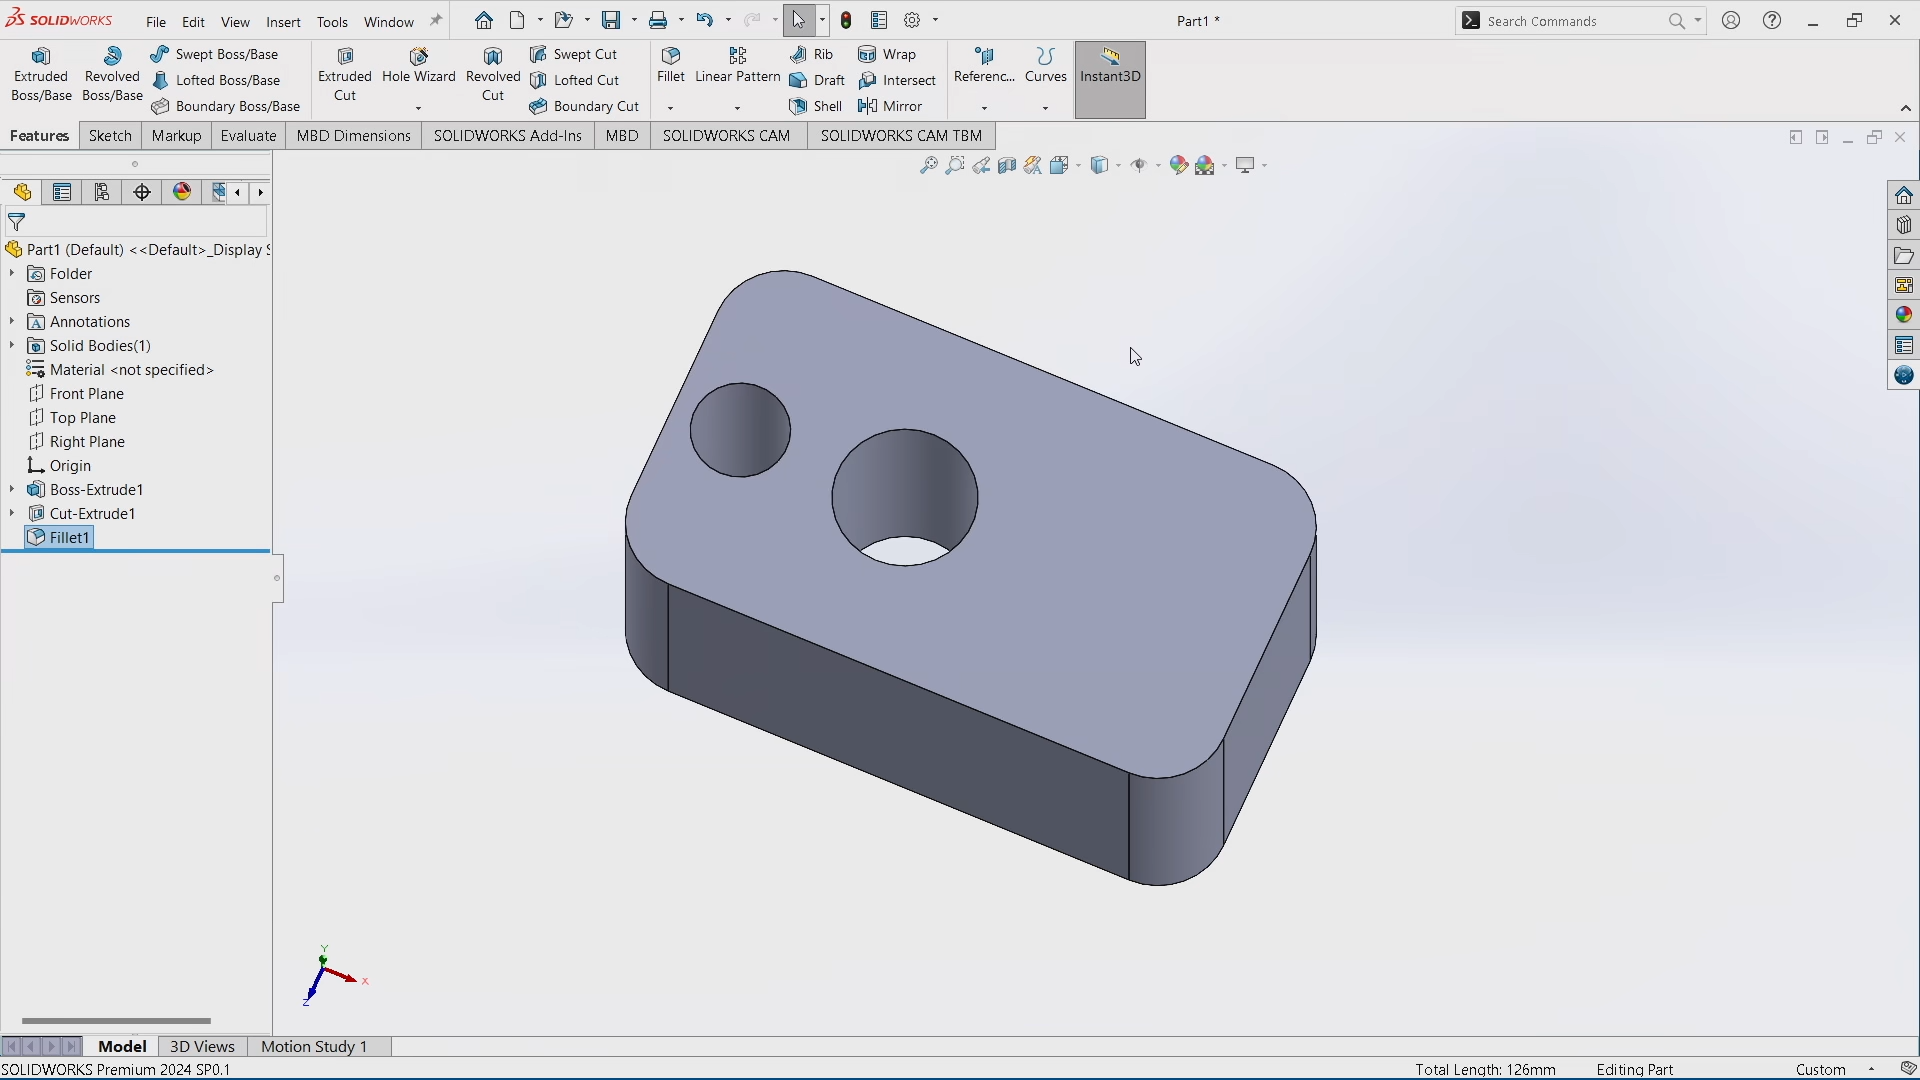 SOLIDWORKS File Edit View Insert Tools Window Part1 * Search Commands
Extruded Boss/Base Revolved Boss/Base Swept Boss/Base Lofted Boss/Base Boundary Boss/Base Extruded Cut Hole Wizard Revolved Cut Swept Cut Lofted Cut Boundary Cut Fillet Linear Pattern Rib Draft Shell Wrap Intersect Mirror Referenc... Curves Instant3D
Features Sketch Markup Evaluate MBD Dimensions SOLIDWORKS Add-Ins MBD SOLIDWORKS CAM SOLIDWORKS CAM TBM
Part1 (Default) <<Default>_Display S
Folder
Sensors
Annotations
Solid Bodies(1)
Material <not specified>
Front Plane
Top Plane
Right Plane
Origin
Boss-Extrude1
Cut-Extrude1
Fillet1
Y
X
Z
Model 3D Views Motion Study 1
SOLIDWORKS Premium 2024 SP0.1 Total Length: 126mm Editing Part Custom